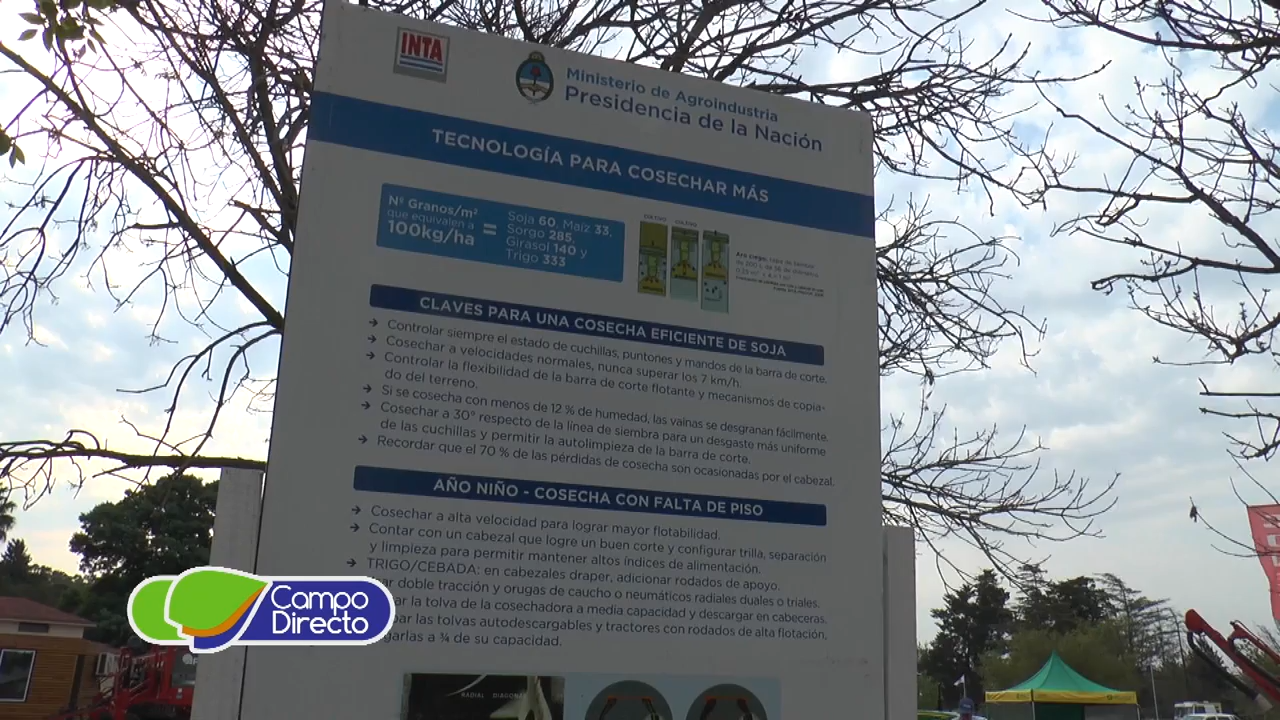 INTA
Ministerio de Agroindustria
Presidencia de la Nación
TECNOLOGÍA PARA COSECHAR MÁS
Nº Granos/m²
que equivalen a
100kg/ha
=
Soja 60, Maíz 33,
Sorgo 285,
Girasol 140 y
Trigo 333
CLAVES PARA UNA COSECHA EFICIENTE DE SOJA
→ Controlar siempre el estado de cuchillas, puntones y mandos de la barra de corte.
→ Cosechar a velocidades normales, nunca superar los 7 km/h.
→ Controlar la flexibilidad de la barra de corte flotante y mecanismos de copia-
do del terreno.
→ Si se cosecha con menos de 12 % de humedad, las vainas se desgranan fácilmente.
→ Cosechar a 30° respecto de la línea de siembra para un desgaste más uniforme
de las cuchillas y permitir la autolimpieza de la barra de corte.
→ Recordar que el 70 % de las pérdidas de cosecha son ocasionadas por el cabezal.
AÑO NIÑO - COSECHA CON FALTA DE PISO
→ Cosechar a alta velocidad para lograr mayor flotabilidad.
→ Contar con un cabezal que logre un buen corte y configurar trilla, separación
y limpieza para permitir mantener altos índices de alimentación.
→ TRIGO/CEBADA: en cabezales draper, adicionar rodados de apoyo.
ar doble tracción y orugas de caucho o neumáticos radiales duales o triales.
ar la tolva de la cosechadora a media capacidad y descargar en cabeceras.
par las tolvas autodescargables y tractores con rodados de alta flotación,
garlas a ¾ de su capacidad.
RADIAL DIAGONAL
Campo
Directo